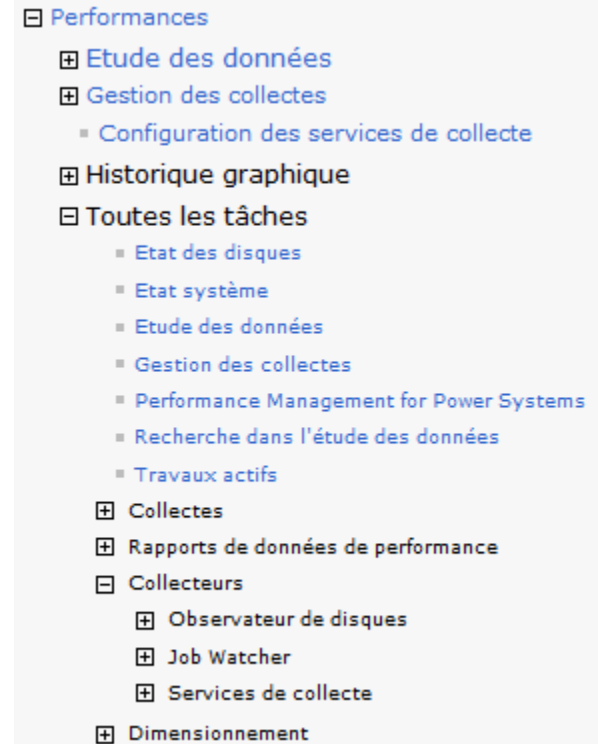 Performances
Etude des données
Gestion des collectes
Configuration des services de collecte
Historique graphique
Toutes les tâches
Etat des disques
Etat système
Etude des données
Gestion des collectes
Performance Management for Power Systems
Recherche dans l'étude des données
Travaux actifs
Collectes
Rapports de données de performance
Collecteurs
Observateur de disques
Job Watcher
Services de collecte
Dimensionnement